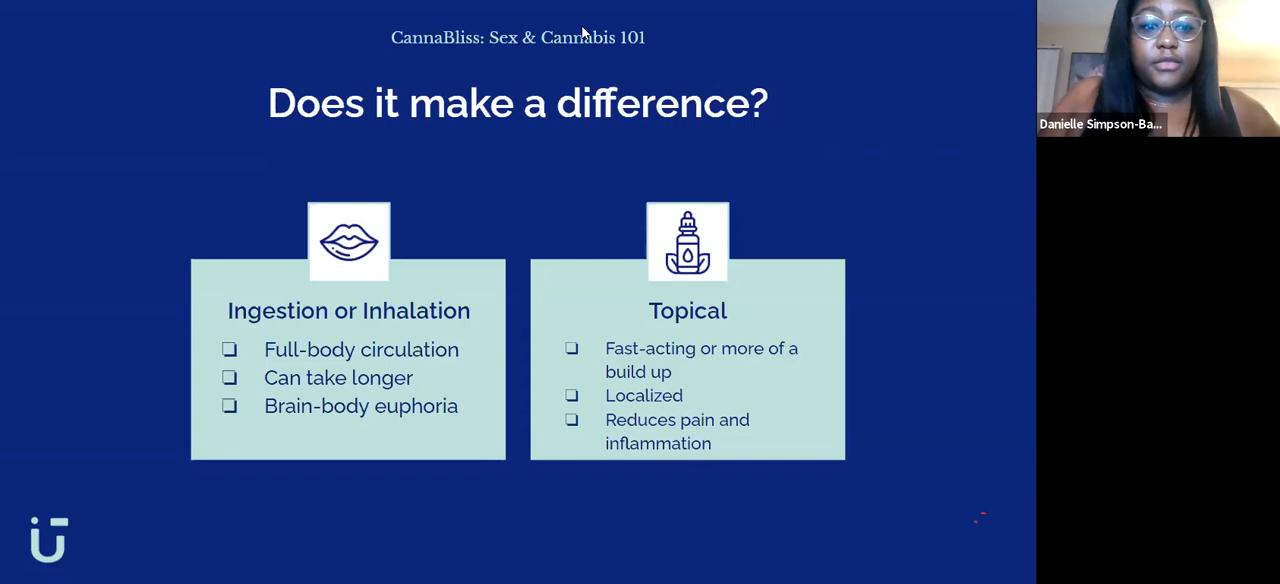 CannaBliss: Sex & Cannabis 101
Does it make a difference?
Ingestion or Inhalation
❏ Full-body circulation
❏ Can take longer
❏ Brain-body euphoria
Topical
❏ Fast-acting or more of a
build up
❏ Localized
❏ Reduces pain and
inflammation
Danielle Simpson-Ba...